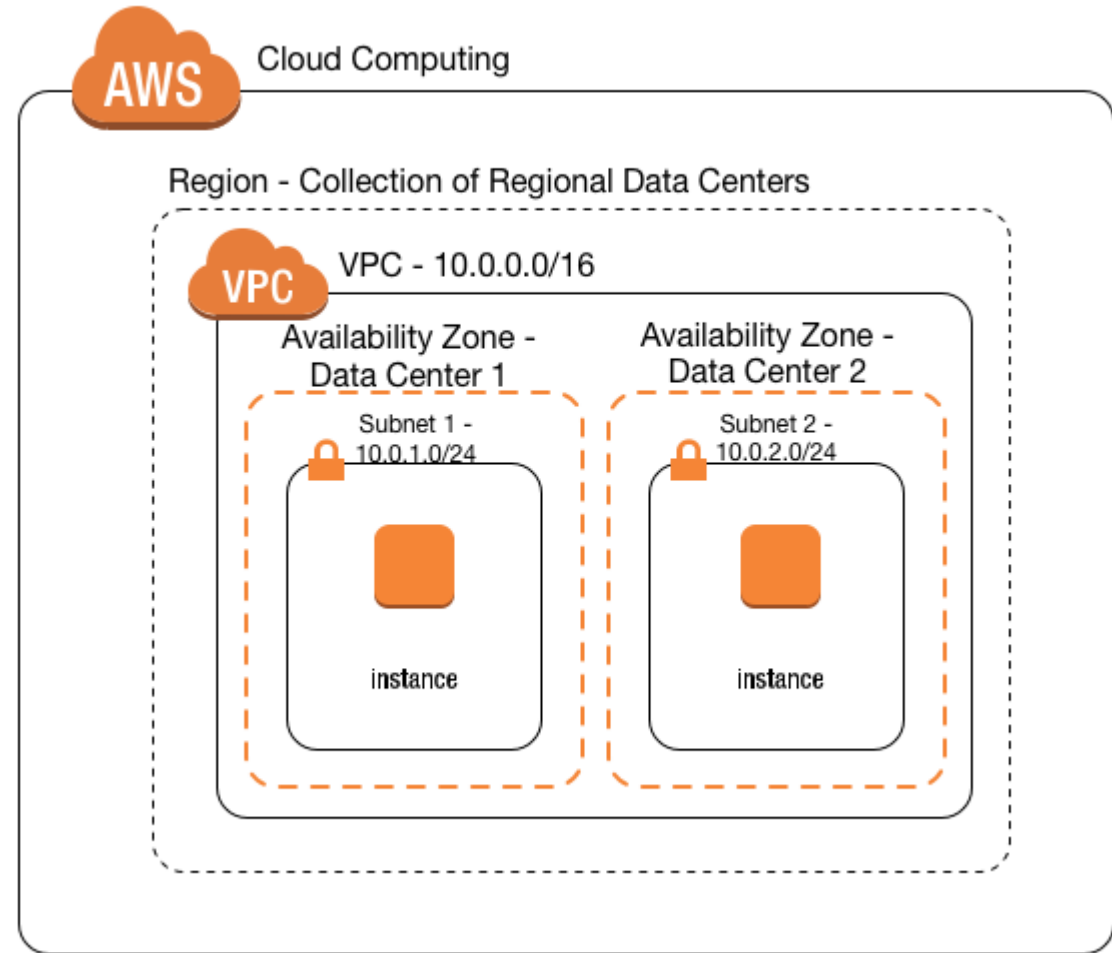 AWS
Cloud Computing
Region - Collection of Regional Data Centers
VPC
VPC - 10.0.0.0/16
Availability Zone -
Data Center 1
Subnet 1 -
10.0.1.0/24
instance
Availability Zone -
Data Center 2
Subnet 2 -
10.0.2.0/24
instance